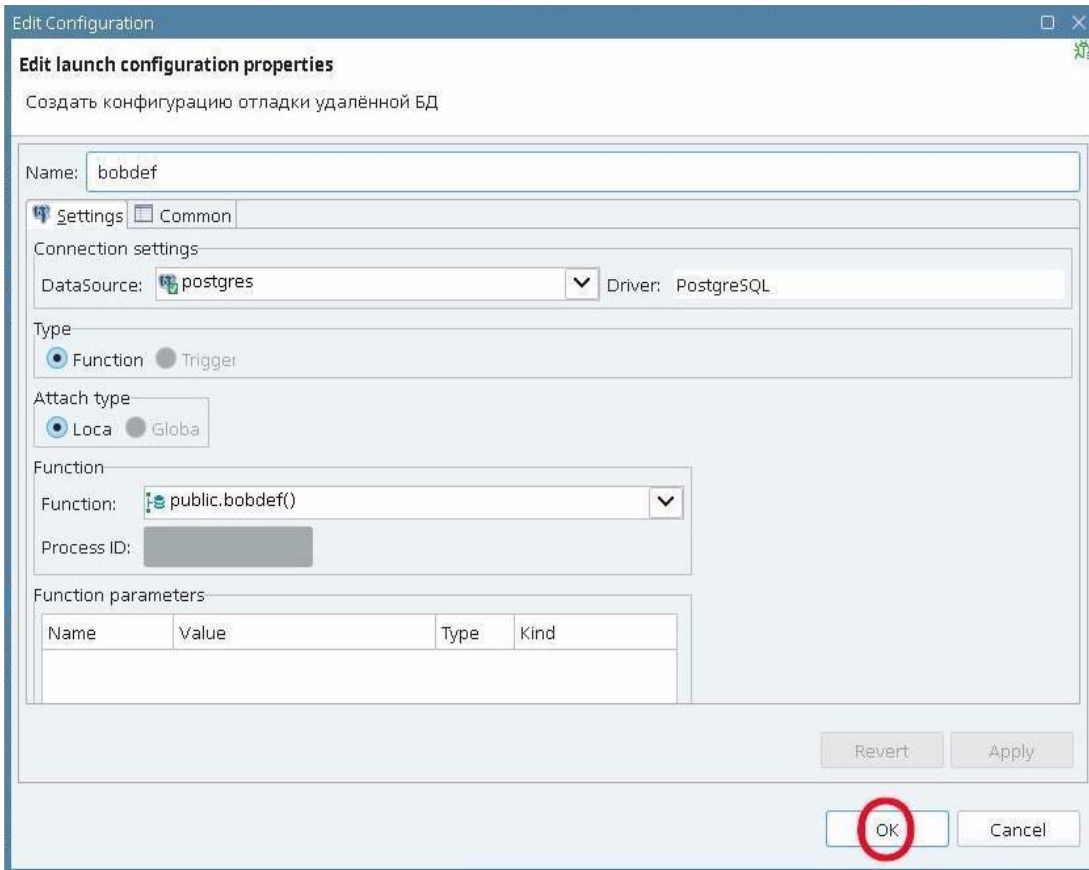 Edit Configuration
Edit launch configuration properties
Создать конфигурацию отладки удалённой БД
Name: bobdef
Settings Common
Connection settings
DataSource: postgres Driver: PostgreSQL
Type
Function Trigger
Attach type
Loca Globa
Function
Function: public.bobdef()
Process ID:
Function parameters
Name Value Type Kind
Revert Apply
OK Cancel